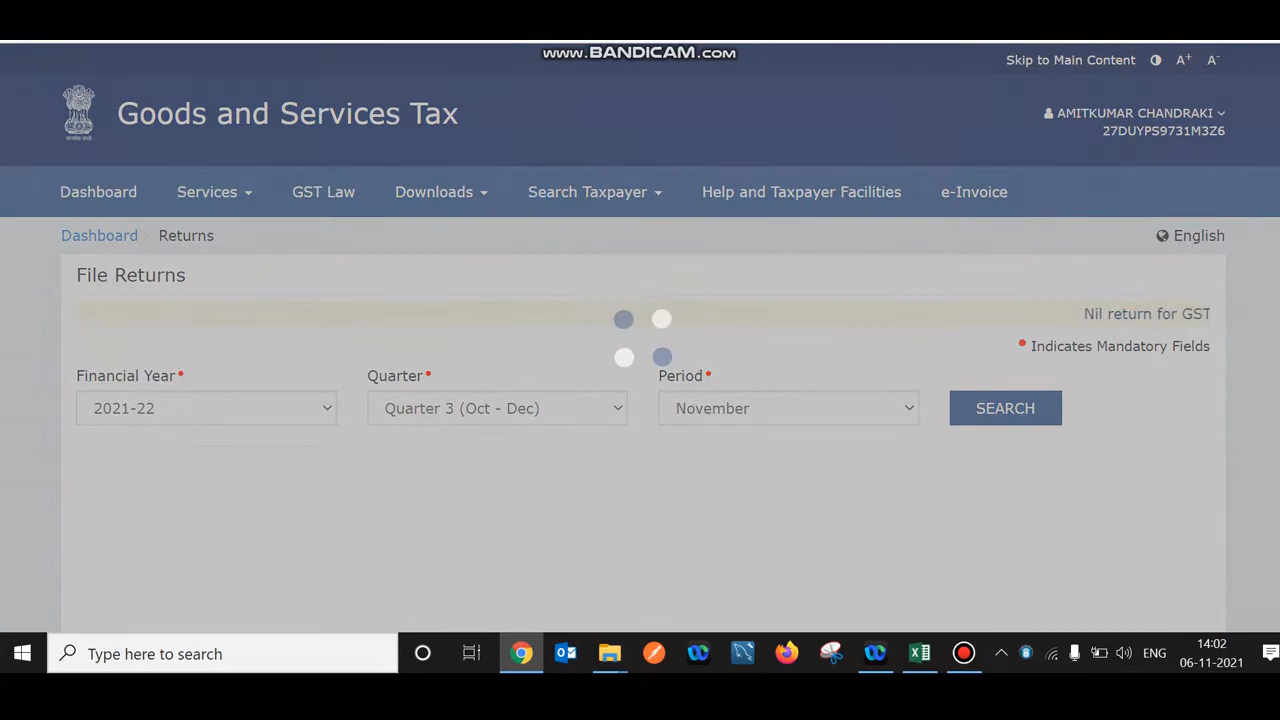 www.BANDICAM.com
Skip to Main Content A+ A-
Goods and Services Tax
AMITKUMAR CHANDRAKI
27DUYPS9731M3Z6
Dashboard Services GST Law Downloads Search Taxpayer Help and Taxpayer Facilities e-Invoice
Dashboard Returns English
File Returns
Nil return for GST
• Indicates Mandatory Fields
Financial Year• Quarter• Period•
2021-22 Quarter 3 (Oct - Dec) November SEARCH
Type here to search ENG 14:02
06-11-2021